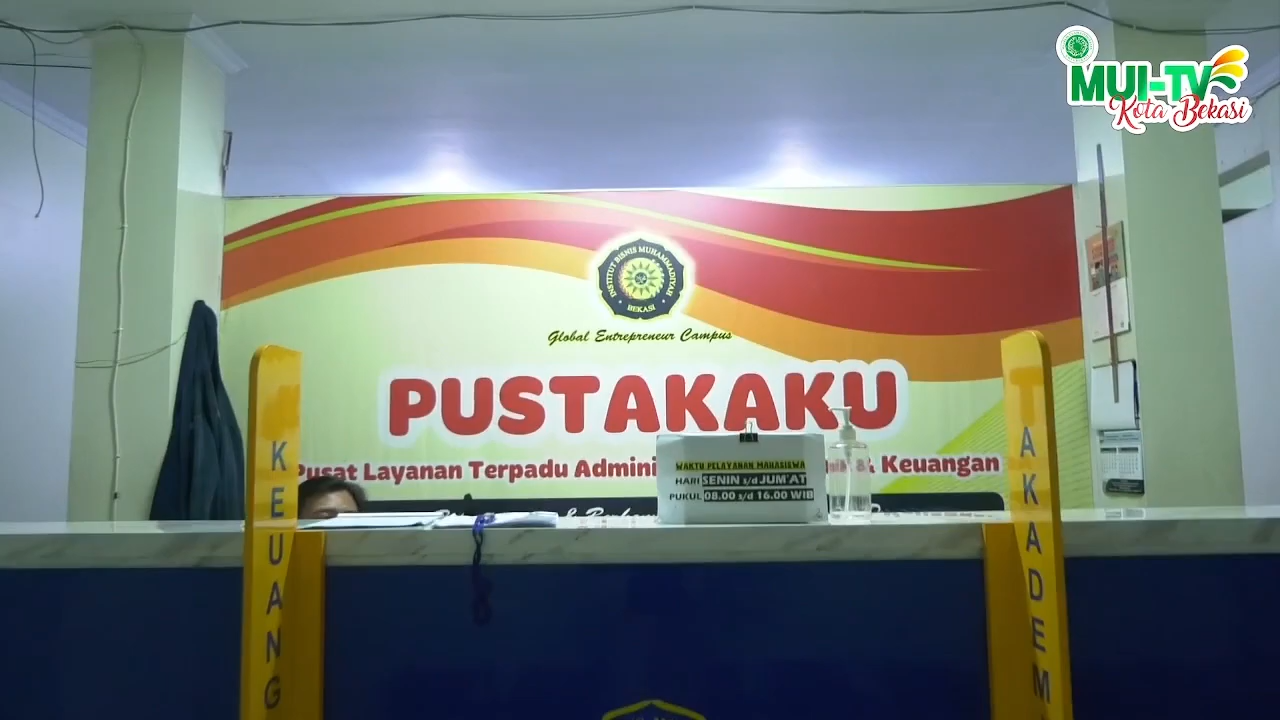 MUI-TV
Kota Bekasi
INSTITUT BISNIS MUHAMMADIYAH
BEKASI
Global Entrepreneur Campus
PUSTAKAKU
Pusat Layanan Terpadu Admini & Keuangan
WAKTU PELAYANAN MAHASISWA
HARI SENIN s/d JUM'AT
PUKUL 08.00 s/d 16.00 WIB
KEUANG
AKADEM